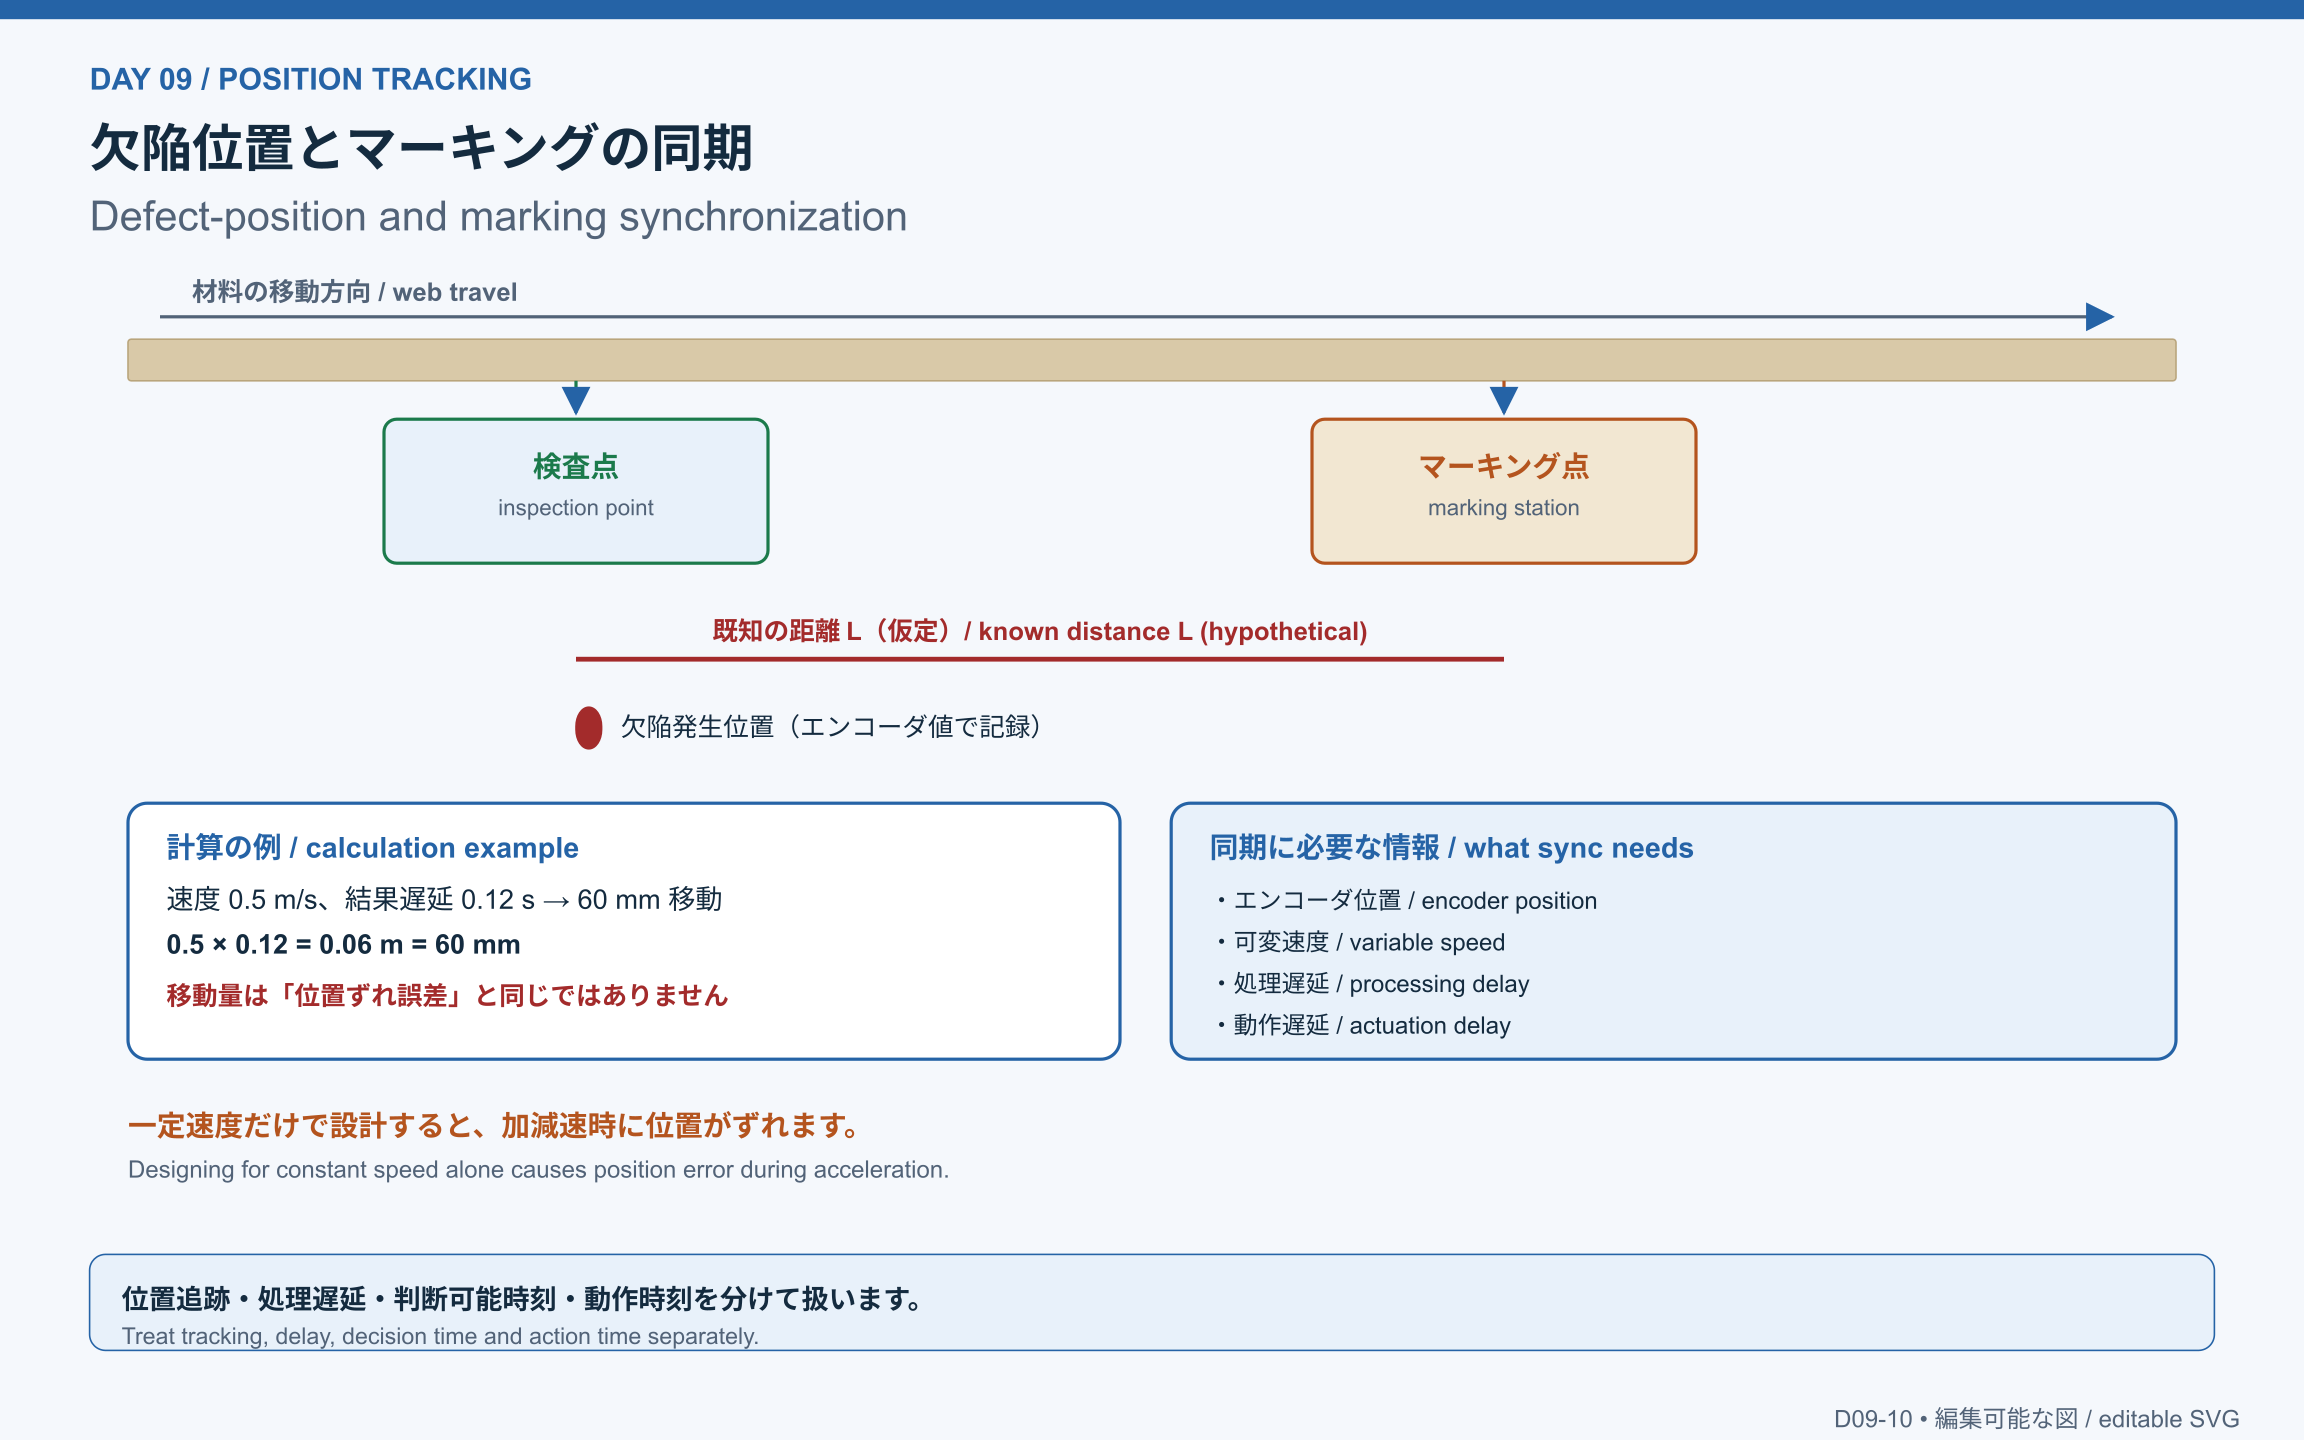 DAY 09 / POSITION TRACKING
欠陥位置とマーキングの同期
Defect-position and marking synchronization
材料の移動方向 / web travel
検査点
inspection point
マーキング点
marking station
既知の距離 L（仮定）/ known distance L (hypothetical)
欠陥発生位置（エンコーダ値で記録）
計算の例 / calculation example
速度 0.5 m/s、結果遅延 0.12 s → 60 mm 移動
0.5 × 0.12 = 0.06 m = 60 mm
移動量は「位置ずれ誤差」と同じではありません
同期に必要な情報 / what sync needs
・エンコーダ位置 / encoder position
・可変速度 / variable speed
・処理遅延 / processing delay
・動作遅延 / actuation delay
一定速度だけで設計すると、加減速時に位置がずれます。
Designing for constant speed alone causes position error during acceleration.
位置追跡・処理遅延・判断可能時刻・動作時刻を分けて扱います。
Treat tracking, delay, decision time and action time separately.
D09-10 • 編集可能な図 / editable SVG